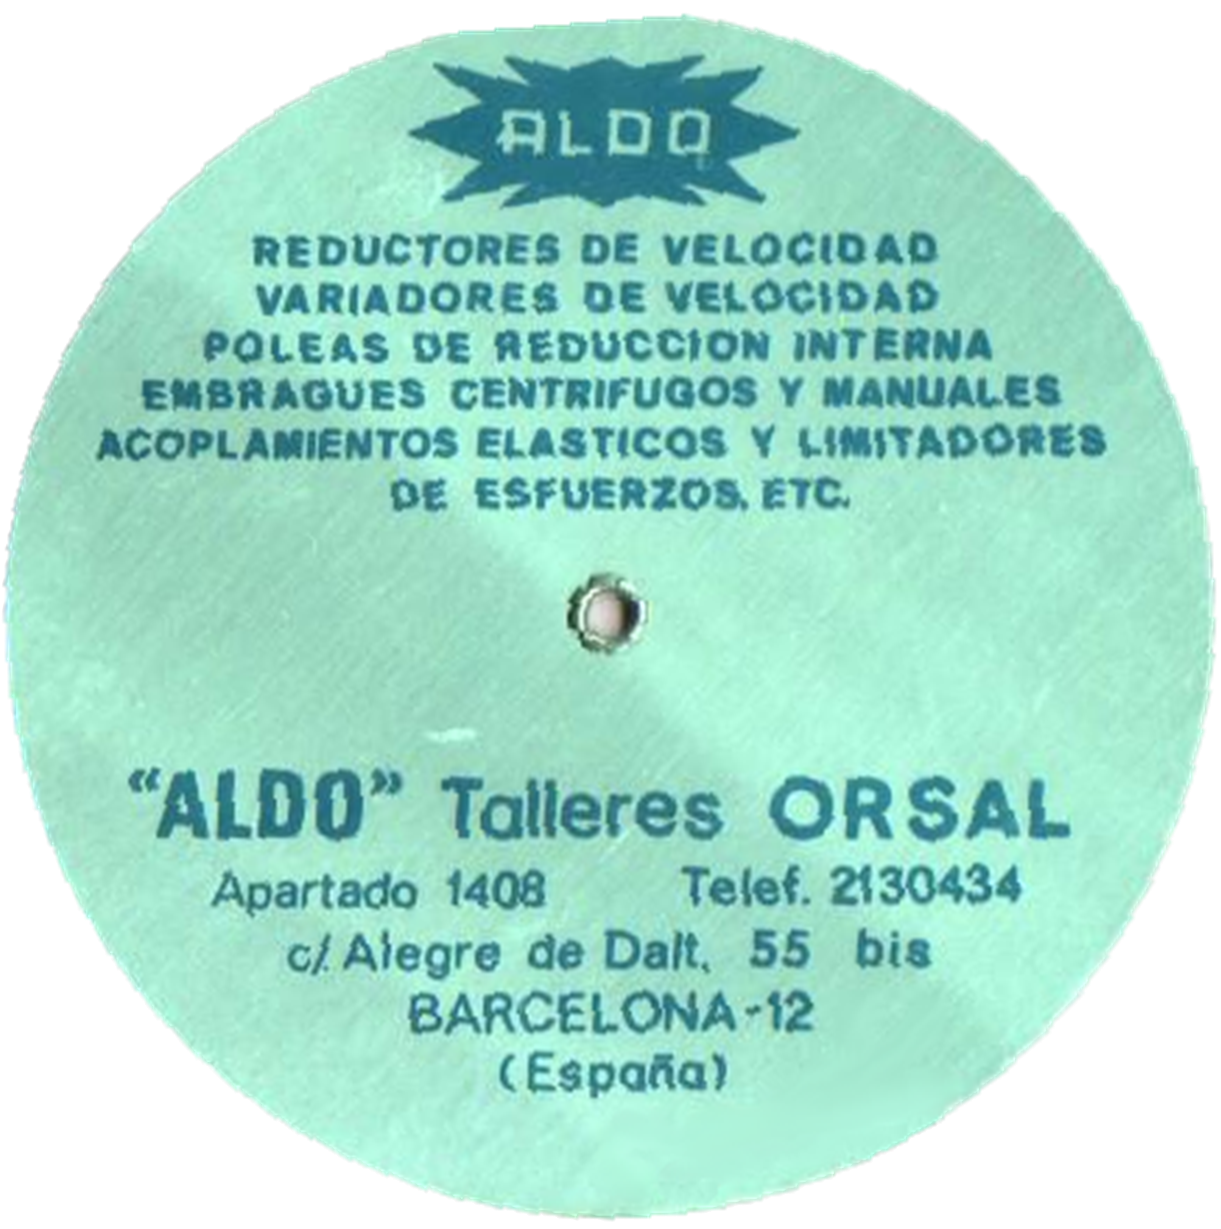 ALDO
REDUCTORES DE VELOCIDAD
VARIADORES DE VELOCIDAD
POLEAS DE REDUCCION INTERNA
EMBRAGUES CENTRIFUGOS Y MANUALES
ACOPLAMIENTOS ELASTICOS Y LIMITADORES
DE ESFUERZOS, ETC.
“ALDO” Talleres ORSAL
Apartado 1408 Telef. 2130434
c/. Alegre de Dalt, 55 bis
BARCELONA-12
(España)